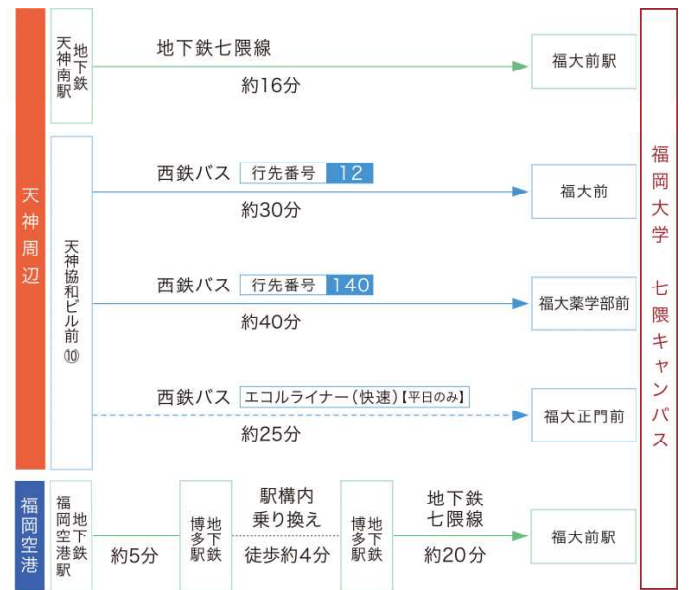 天神周辺
地下鉄
天神南駅
地下鉄七隈線
約16分
福大前駅
天神協和ビル前⑩
西鉄バス 行先番号 12
約30分
福大前
西鉄バス 行先番号 140
約40分
福大薬学部前
西鉄バス エコルライナー(快速)【平日のみ】
約25分
福大正門前
福岡空港
地下鉄
福岡空港駅
約5分
地下鉄
博多駅
駅構内
乗り換え
徒歩約4分
地下鉄
博多駅
地下鉄
七隈線
約20分
福大前駅
福岡大学 七隈キャンパス